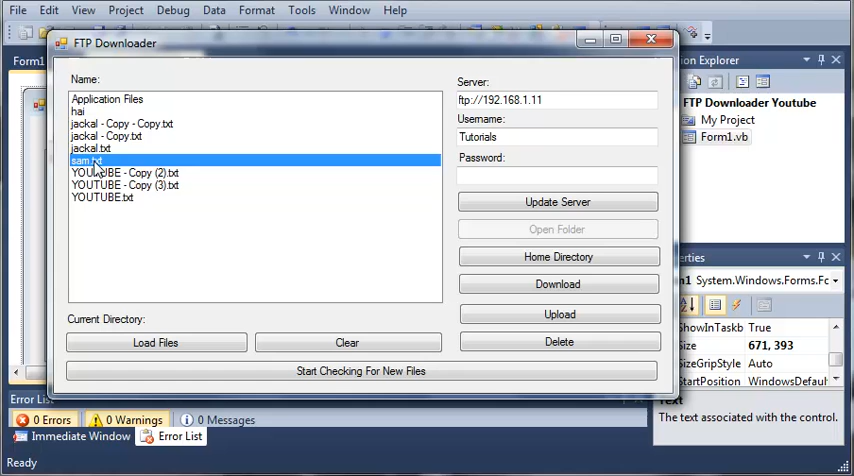 File Edit View Project Debug Data Format Tools Window Help
FTP Downloader
Form1
Name:
Application Files
hai
jackal - Copy - Copy.txt
jackal - Copy.txt
jackal.txt
sam.txt
YOUTUBE - Copy (2).txt
YOUTUBE - Copy (3).txt
YOUTUBE.txt
Current Directory:
Load Files
Clear
Start Checking For New Files
Server:
ftp://192.168.1.11
Username:
Tutorials
Password:
Update Server
Open Folder
Home Directory
Download
Upload
Delete
on Explorer
FTP Downloader Youtube
My Project
Form1.vb
erties
m1 System.Windows.Forms.Fo
ShowInTaskb True
Size 671, 393
SizeGripStyle Auto
StartPosition WindowsDefau
Text
The text associated with the control.
Error List
0 Errors
0 Warnings
0 Messages
Immediate Window
Error List
Ready